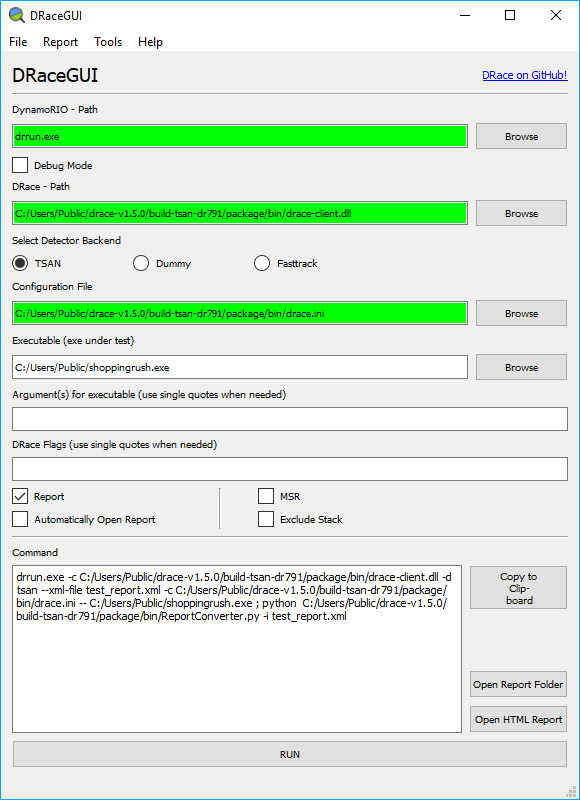 DRaceGUI
File Report Tools Help
DRaceGUI
DRace on GitHub!
DynamoRIO - Path
drrun.exe
Browse
Debug Mode
DRace - Path
C:/Users/Public/drace-v1.5.0/build-tsan-dr791/package/bin/drace-client.dll
Browse
Select Detector Backend
TSAN Dummy Fasttrack
Configuration File
C:/Users/Public/drace-v1.5.0/build-tsan-dr791/package/bin/drace.ini
Browse
Executable (exe under test)
C:/Users/Public/shoppingrush.exe
Browse
Argument(s) for executable (use single quotes when needed)
DRace Flags (use single quotes when needed)
Report MSR
Automatically Open Report Exclude Stack
Command
drrun.exe -c C:/Users/Public/drace-v1.5.0/build-tsan-dr791/package/bin/drace-client.dll -d
tsan --xml-file test_report.xml -c C:/Users/Public/drace-v1.5.0/build-tsan-dr791/package/
bin/drace.ini -- C:/Users/Public/shoppingrush.exe ; python  C:/Users/Public/drace-v1.5.0/
build-tsan-dr791/package/bin/ReportConverter.py -i test_report.xml
Copy to
Clip-
board
Open Report Folder
Open HTML Report
RUN